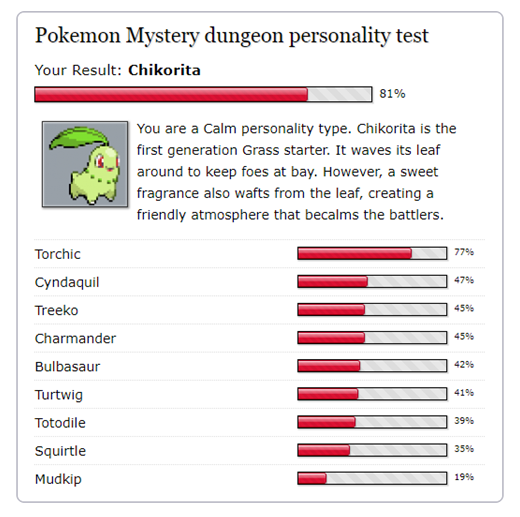 Pokemon Mystery dungeon personality test
Your Result: Chikorita
81%
You are a Calm personality type. Chikorita is the
first generation Grass starter. It waves its leaf
around to keep foes at bay. However, a sweet
fragrance also wafts from the leaf, creating a
friendly atmosphere that becalms the battlers.
Torchic 77%
Cyndaquil 47%
Treeko 45%
Charmander 45%
Bulbasaur 42%
Turtwig 41%
Totodile 39%
Squirtle 35%
Mudkip 19%